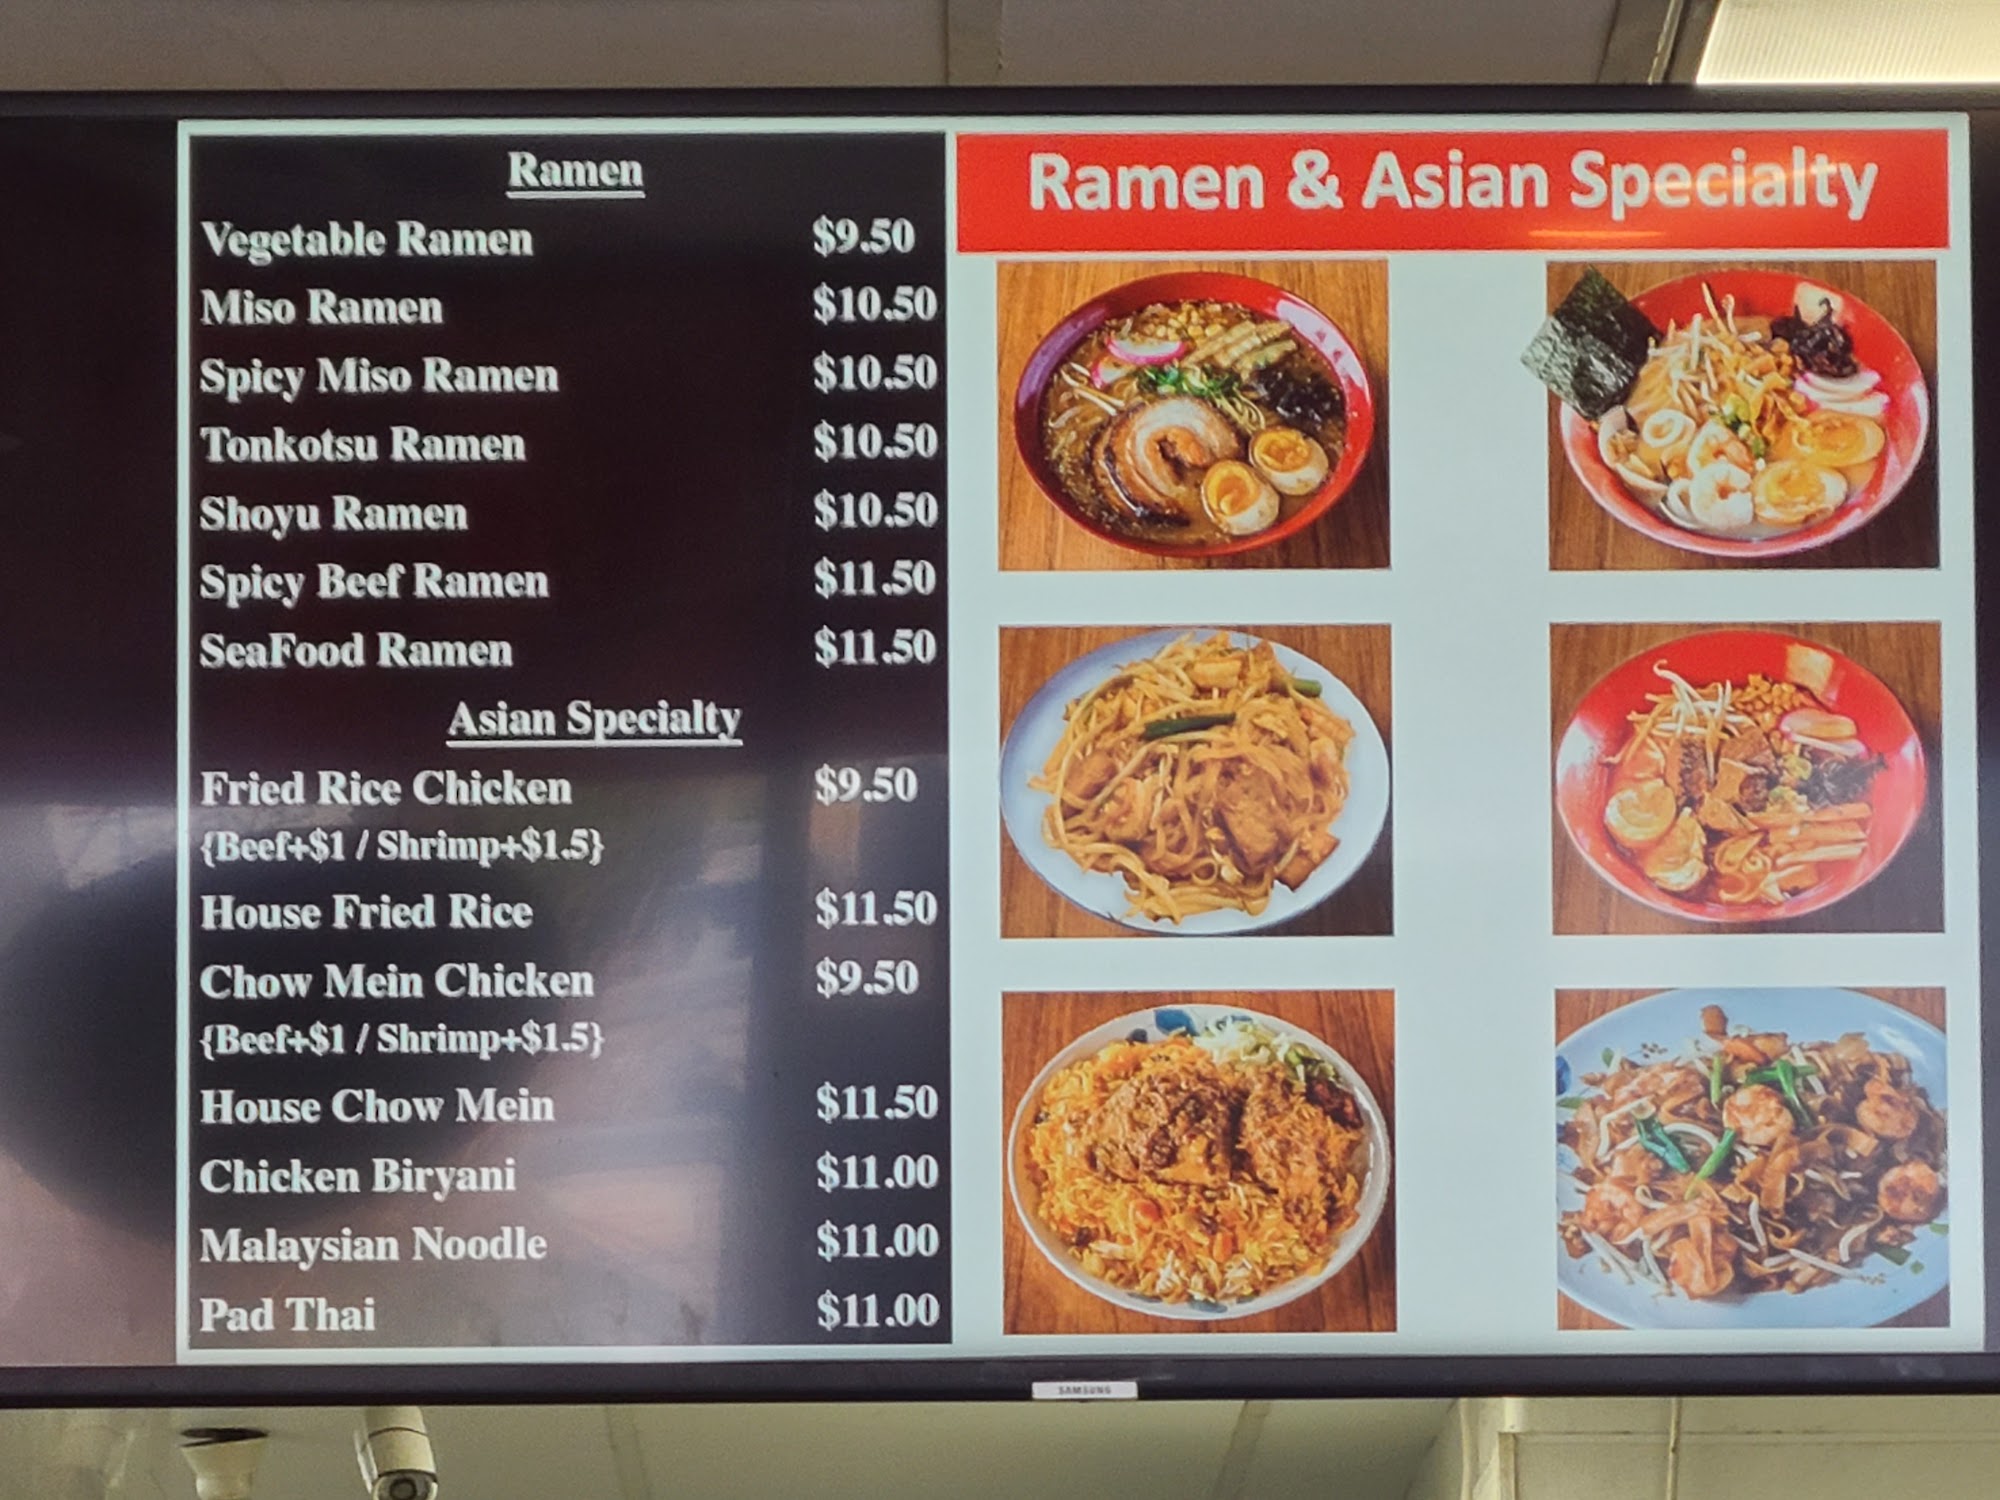 Ramen
Vegetable Ramen $9.50
Miso Ramen $10.50
Spicy Miso Ramen $10.50
Tonkotsu Ramen $10.50
Shoyu Ramen $10.50
Spicy Beef Ramen $11.50
SeaFood Ramen $11.50
Asian Specialty
Fried Rice Chicken $9.50
{Beef+$1 / Shrimp+$1.5}
House Fried Rice $11.50
Chow Mein Chicken $9.50
{Beef+$1 / Shrimp+$1.5}
House Chow Mein $11.50
Chicken Biryani $11.00
Malaysian Noodle $11.00
Pad Thai $11.00
Ramen & Asian Specialty
SAMSUNG